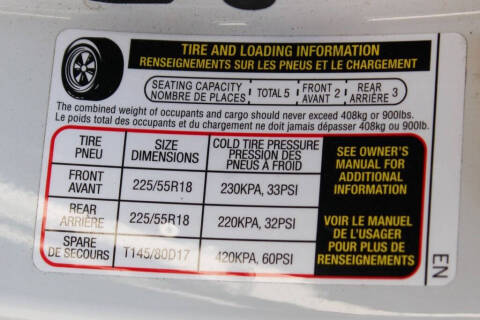 TIRE AND LOADING INFORMATION
RENSEIGNEMENTS SUR LES PNEUS ET LE CHARGEMENT
SEATING CAPACITY
NOMBRE DE PLACES
TOTAL 5
FRONT
AVANT 2
REAR
ARRIÈRE 3
The combined weight of occupants and cargo should never exceed 408kg or 900lbs.
Le poids total des occupants et du chargement ne doit jamais dépasser 408kg ou 900lb.
TIRE
PNEU
SIZE
DIMENSIONS
COLD TIRE PRESSURE
PRESSION DES
PNEUS À FROID
FRONT
AVANT
225/55R18
230KPA, 33PSI
REAR
ARRIÈRE
225/55R18
220KPA, 32PSI
SPARE
DE SECOURS
T145/80D17
420KPA, 60PSI
SEE OWNER'S
MANUAL FOR
ADDITIONAL
INFORMATION
VOIR LE MANUEL
DE L'USAGER
POUR PLUS DE
RENSEIGNEMENTS
EN